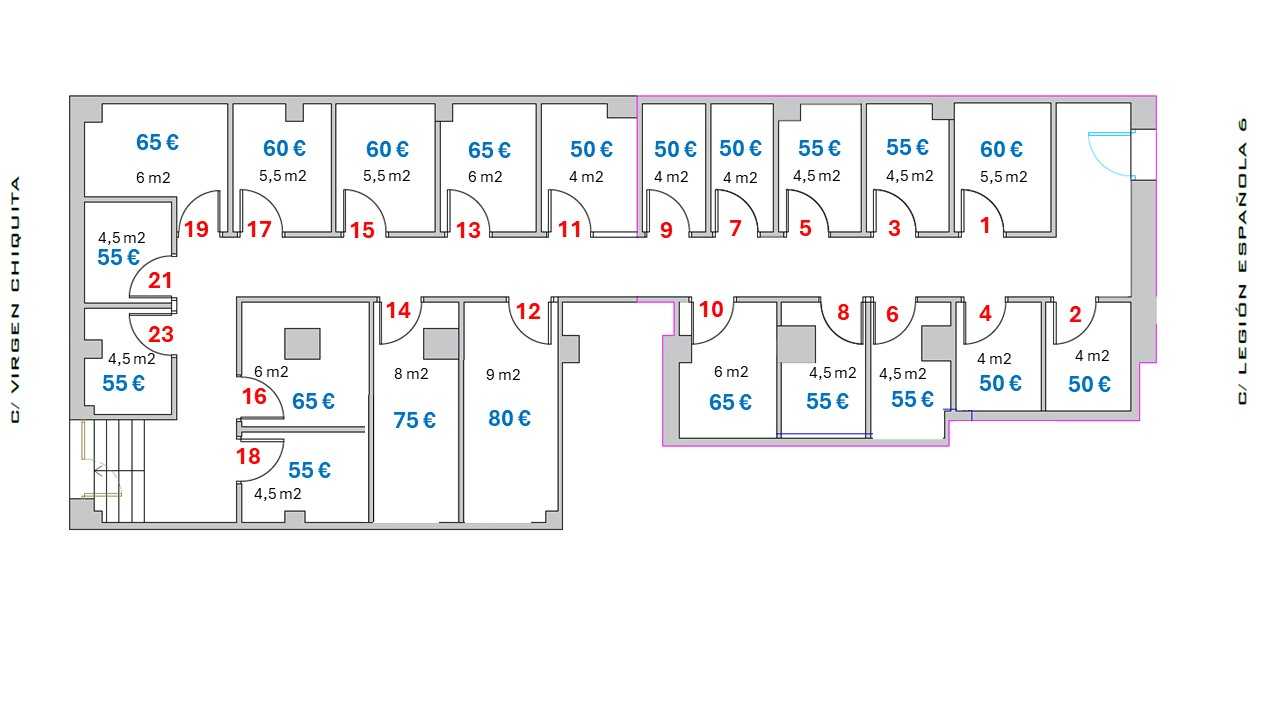 C/ VIRGEN CHIQUITA
C/ LEGIÓN ESPAÑOLA 6
65 €
6 m2
19
60 €
5,5 m2
17
60 €
5,5 m2
15
65 €
6 m2
13
50 €
4 m2
11
50 €
4 m2
9
50 €
4 m2
7
55 €
4,5 m2
5
55 €
4,5 m2
3
60 €
5,5 m2
1
4,5 m2
55 €
21
23
4,5 m2
55 €
16
6 m2
65 €
18
55 €
4,5 m2
14
8 m2
75 €
12
9 m2
80 €
10
6 m2
65 €
8
4,5 m2
55 €
6
4,5 m2
55 €
4
4 m2
50 €
2
4 m2
50 €